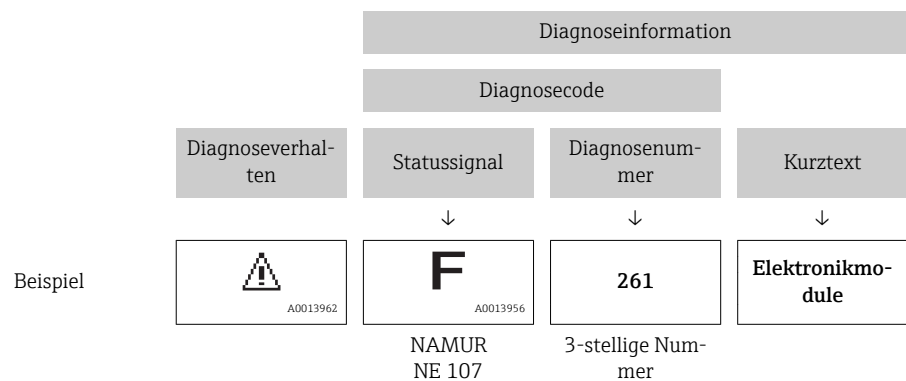 Diagnoseinformation
Diagnosecode
Diagnoseverhal-
ten
Statussignal
Diagnosenum-
mer
Kurztext
↓ ↓ ↓
Beispiel
A0013962
F
A0013956
261
Elektronikmo-
dule
NAMUR
NE 107
3-stellige Num-
mer